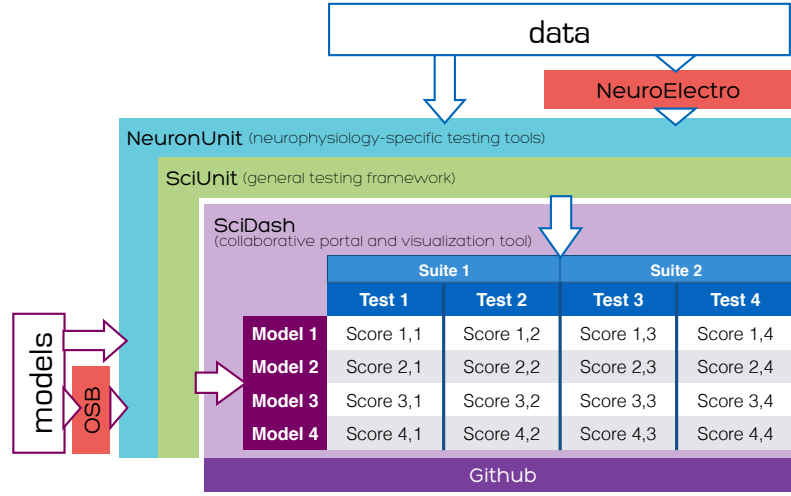 data
NeuroElectro
NeuronUnit (neurophysiology-specific testing tools)
SciUnit (general testing framework)
SciDash
(collaborative portal and visualization tool)
Suite 1 Suite 2
Test 1 Test 2 Test 3 Test 4
Model 1 Score 1,1 Score 1,2 Score 1,3 Score 1,4
Model 2 Score 2,1 Score 2,2 Score 2,3 Score 2,4
Model 3 Score 3,1 Score 3,2 Score 3,3 Score 3,4
Model 4 Score 4,1 Score 4,2 Score 4,3 Score 4,4
models
OSB
Github